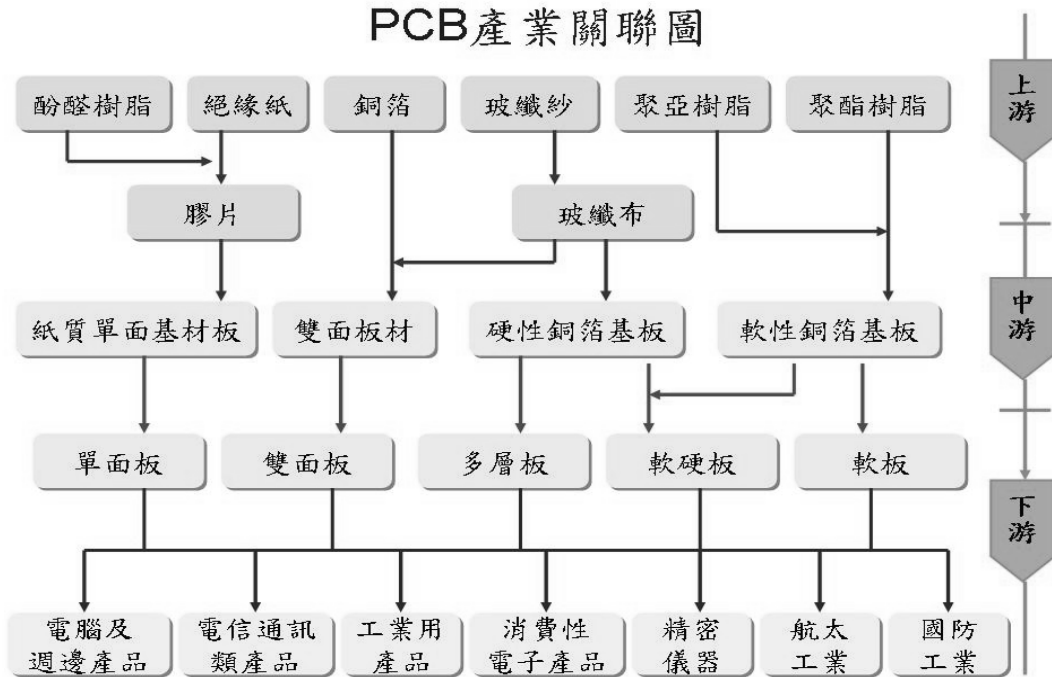 PCB產業關聯圖
酚醛樹脂
絕緣紙
銅箔
玻纖紗
聚亞樹脂
聚酯樹脂
上游
膠片
玻纖布
紙質單面基材板
雙面板材
硬性銅箔基板
軟性銅箔基板
中游
單面板
雙面板
多層板
軟硬板
軟板
下游
電腦及
週邊產品
電信通訊
類產品
工業用
產品
消費性
電子產品
精密
儀器
航太
工業
國防
工業